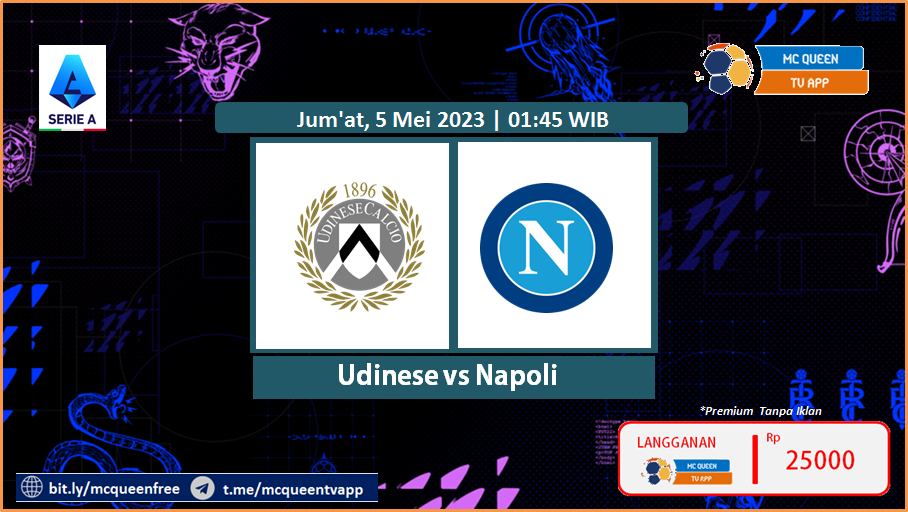 SERIE A
MC QUEEN
TV APP
Jum'at, 5 Mei 2023 | 01:45 WIB
1896
UDINESE CALCIO
N
Udinese vs Napoli
*Premium Tanpa Iklan
LANGGANAN
MC QUEEN
TV APP
Rp
25000
bit.ly/mcqueenfree
t.me/mcqueentvapp